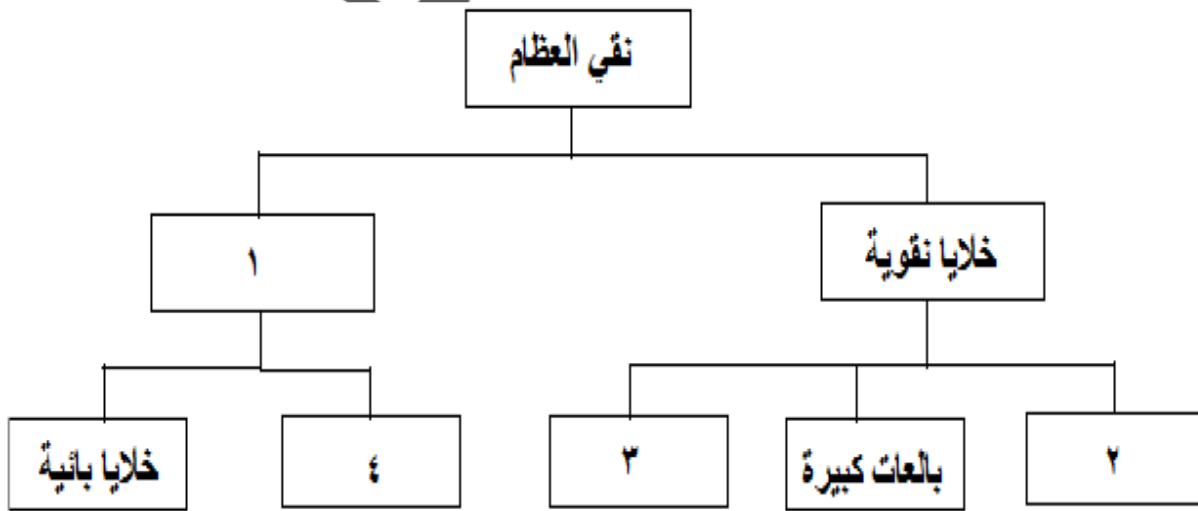 نقي العظام
خلايا نقوية
١
٢
بالعات كبيرة
٣
٤
خلايا بائية